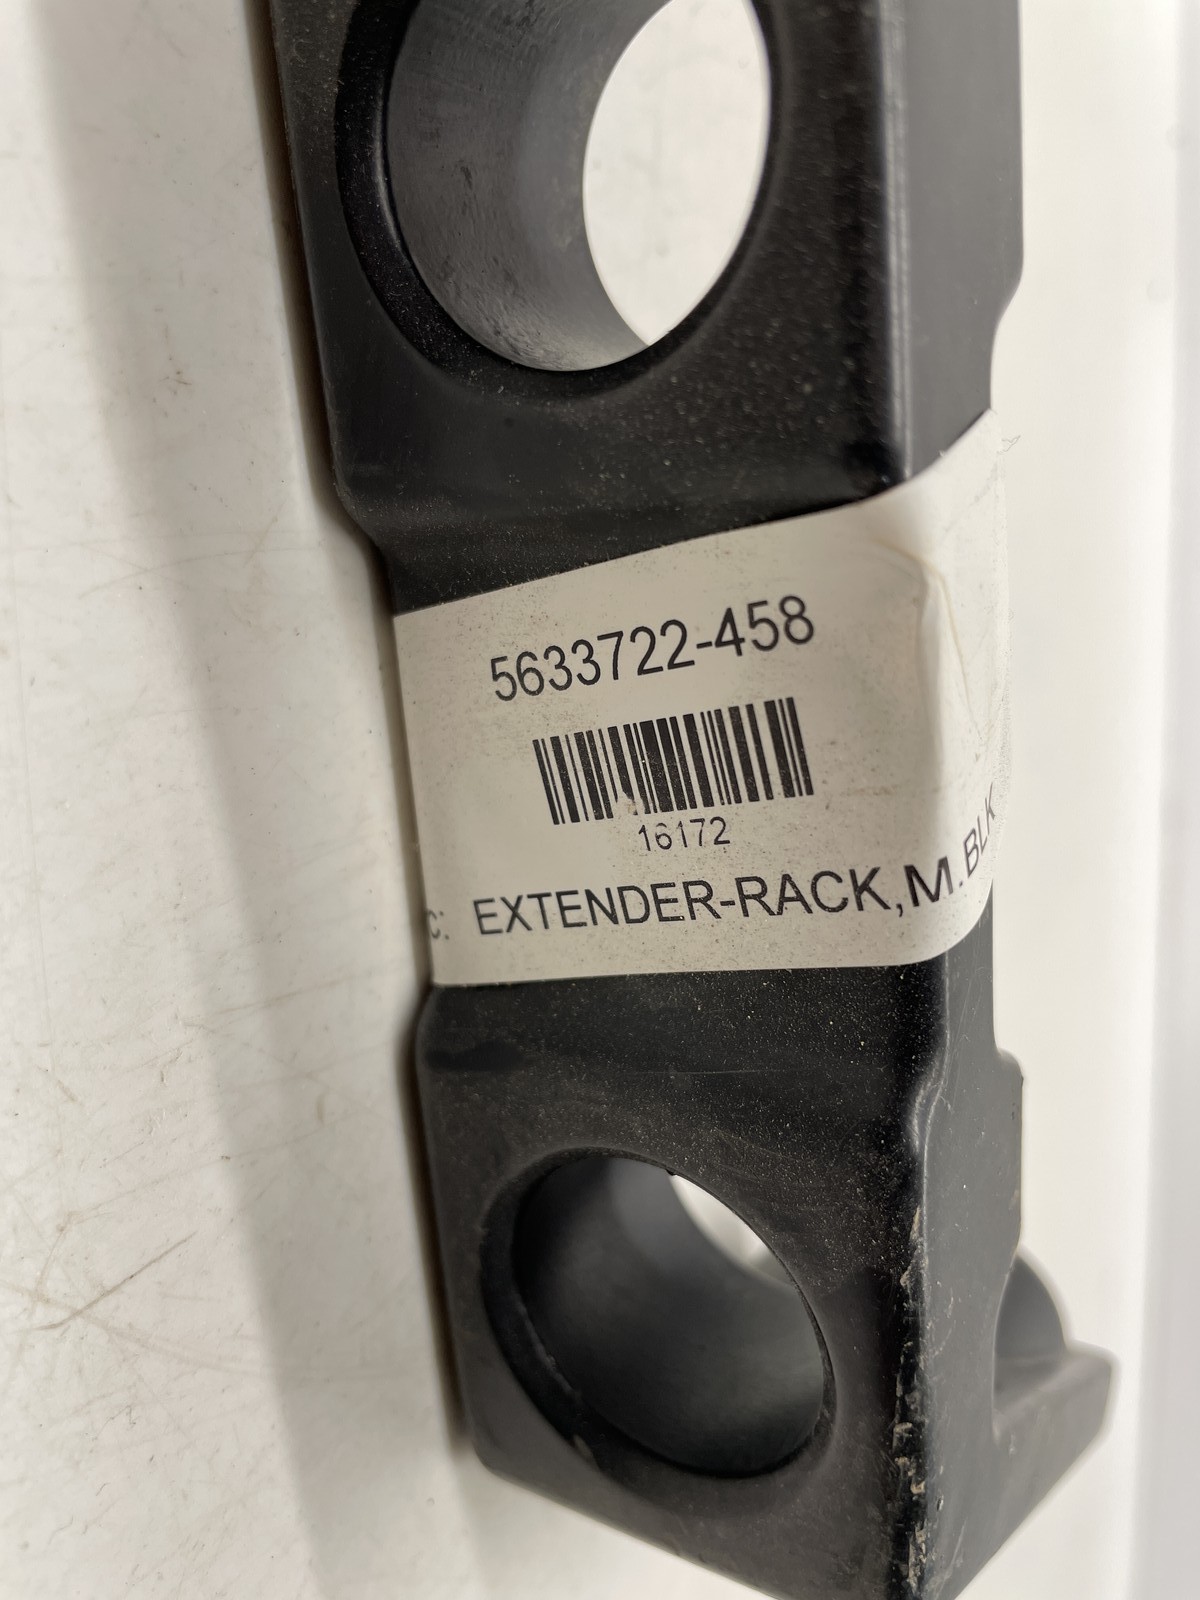 5633722-458
16172
c: EXTENDER-RACK,M.BLK